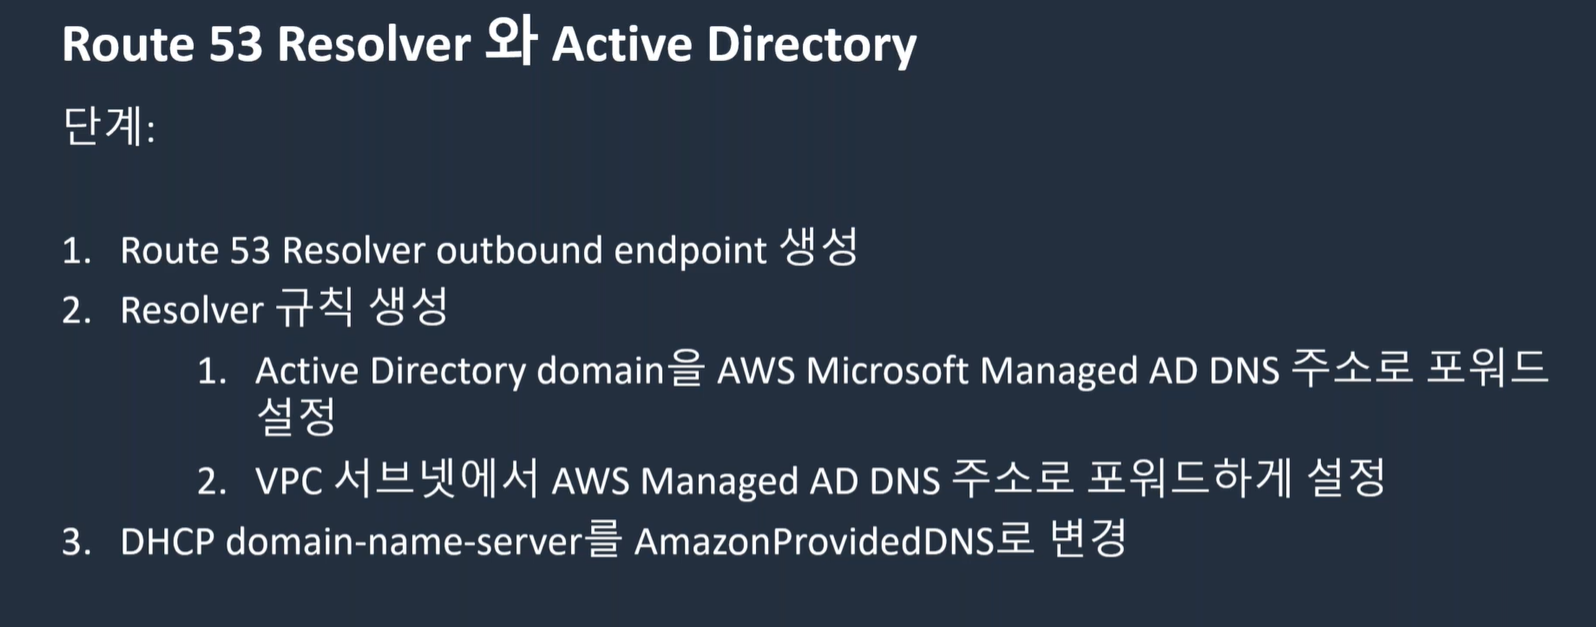 Route 53 Resolver 와 Active Directory
단계:
1. Route 53 Resolver outbound endpoint 생성
2. Resolver 규칙 생성
1. Active Directory domain을 AWS Microsoft Managed AD DNS 주소로 포워드
설정
2. VPC 서브넷에서 AWS Managed AD DNS 주소로 포워드하게 설정
3. DHCP domain-name-server를 AmazonProvidedDNS로 변경